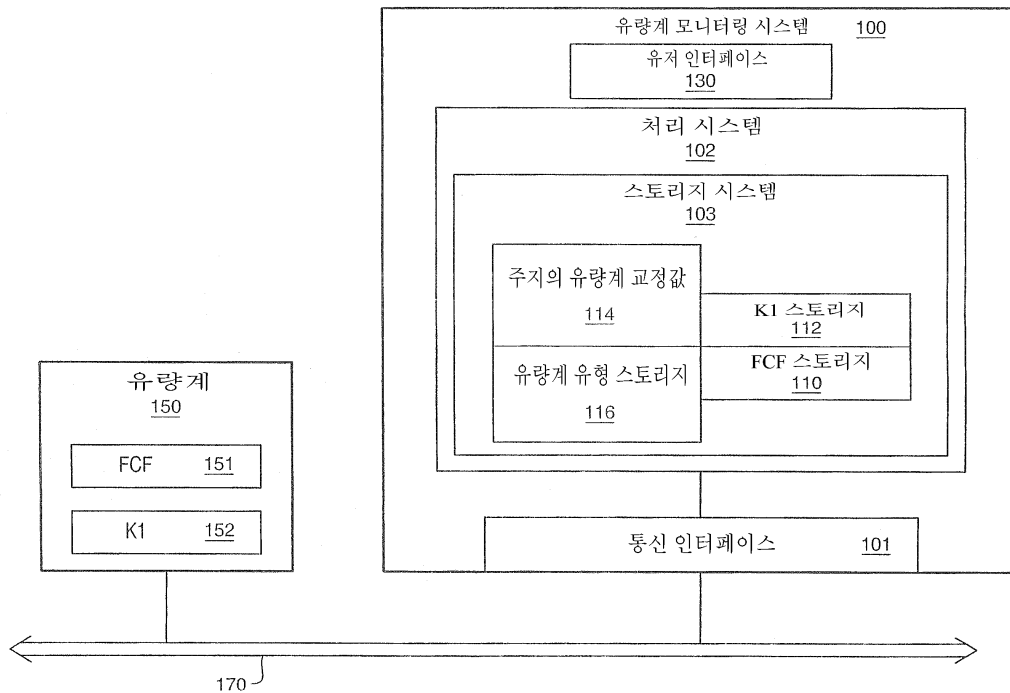 유량계 모니터링 시스템 100
유저 인터페이스
130
처리 시스템
102
스토리지 시스템
103
주지의 유량계 교정값
114
K1 스토리지
112
유량계 유형 스토리지
116
FCF 스토리지
110
유량계
150
FCF 151
K1 152
통신 인터페이스 101
170